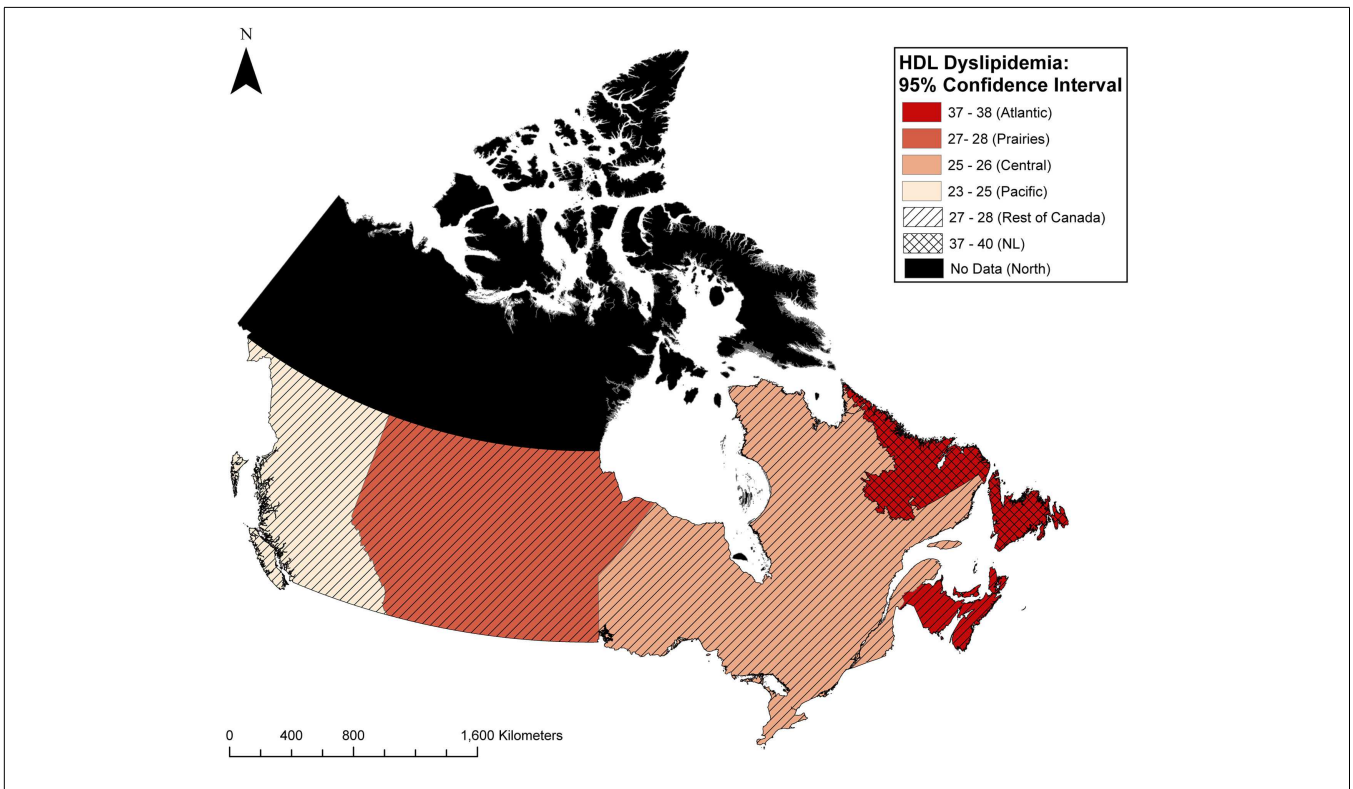 N
HDL Dyslipidemia:
95% Confidence Interval
37 - 38 (Atlantic)
27- 28 (Prairies)
25 - 26 (Central)
23 - 25 (Pacific)
27 - 28 (Rest of Canada)
37 - 40 (NL)
No Data (North)
0 400 800 1,600 Kilometers